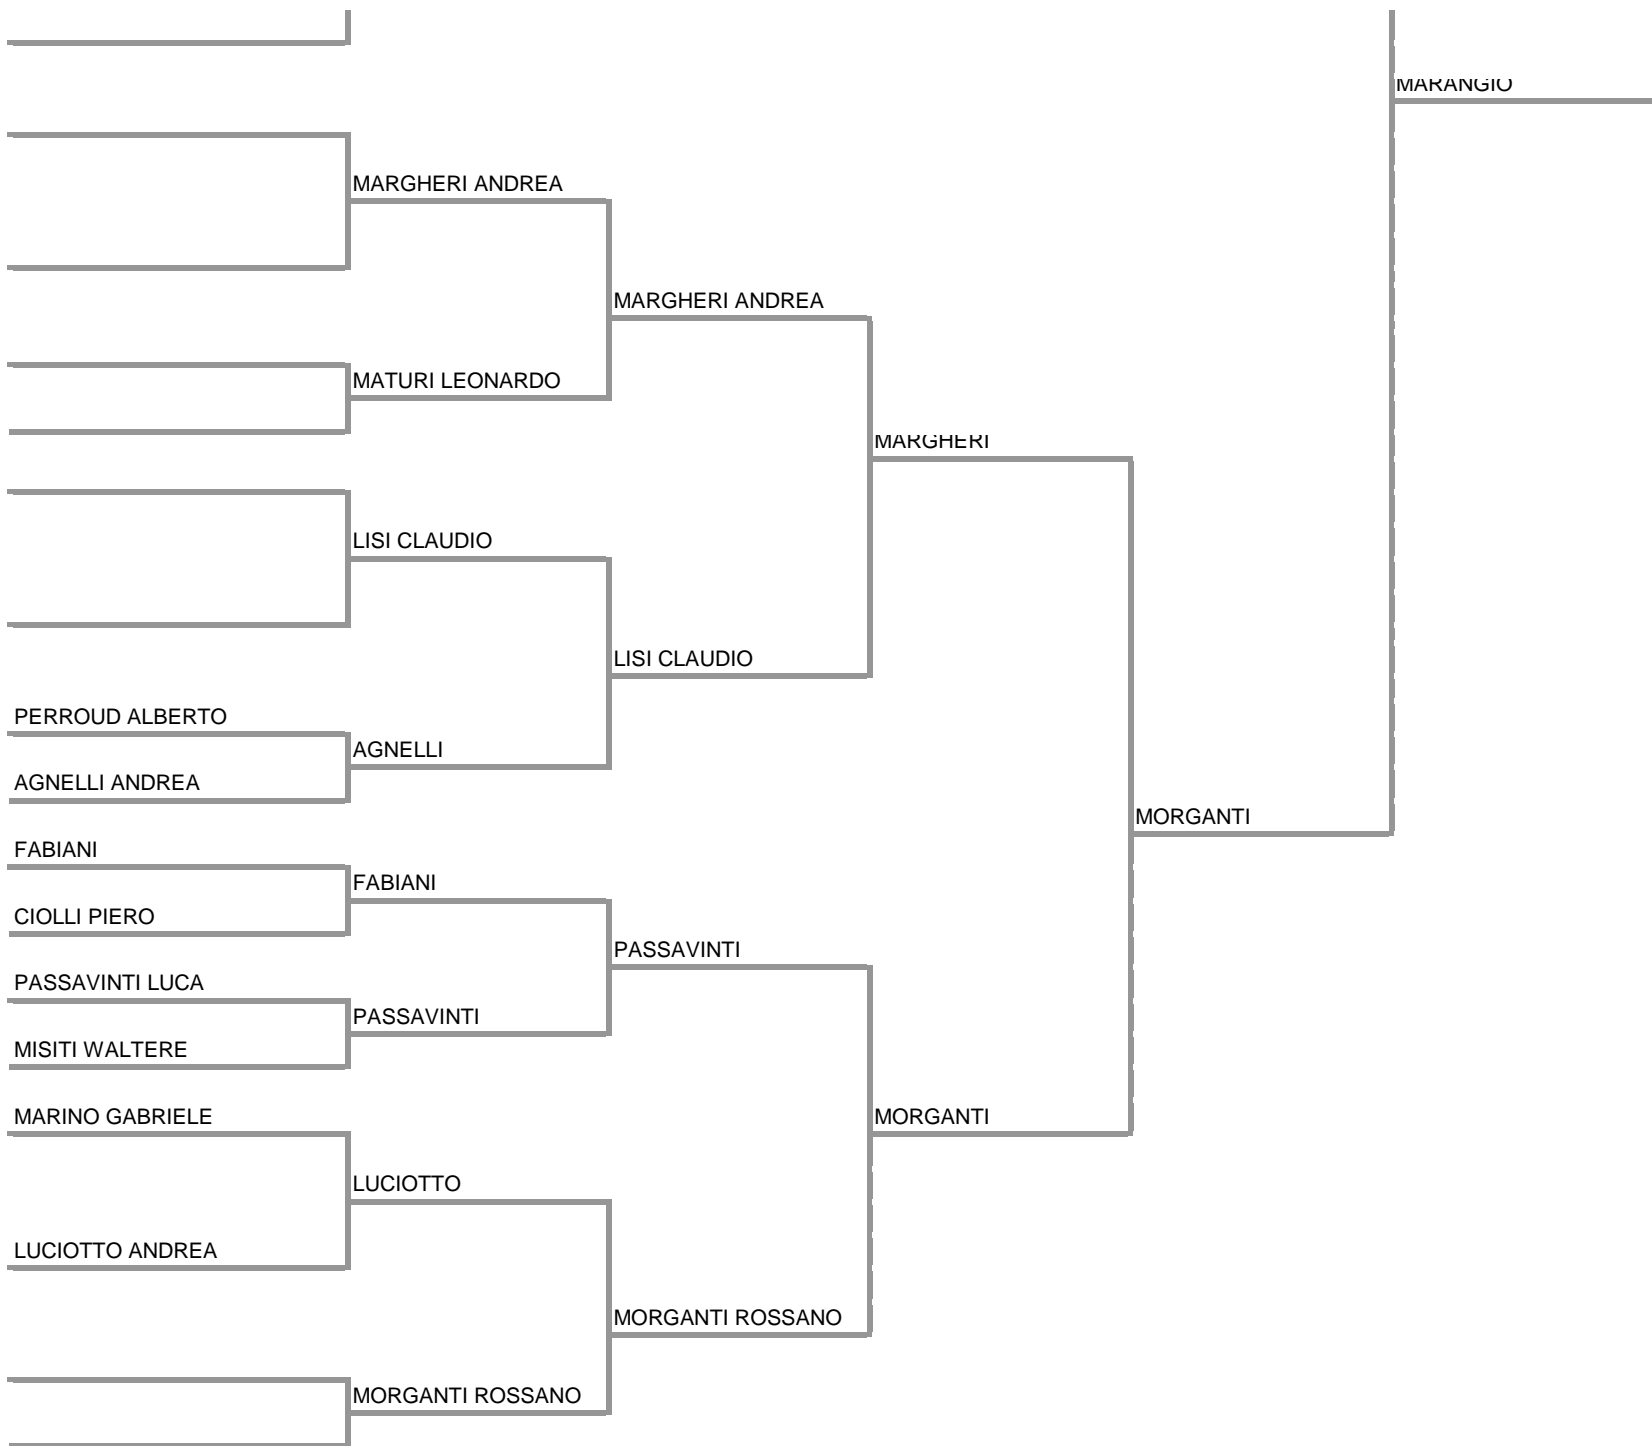 MARANGIO
MARGHERI ANDREA
MARGHERI ANDREA
MATURI LEONARDO
MARGHERI
LISI CLAUDIO
LISI CLAUDIO
PERROUD ALBERTO
AGNELLI
AGNELLI ANDREA
MORGANTI
FABIANI
FABIANI
CIOLLI PIERO
PASSAVINTI
PASSAVINTI LUCA
PASSAVINTI
MISITI WALTERE
MARINO GABRIELE
MORGANTI
LUCIOTTO
LUCIOTTO ANDREA
MORGANTI ROSSANO
MORGANTI ROSSANO